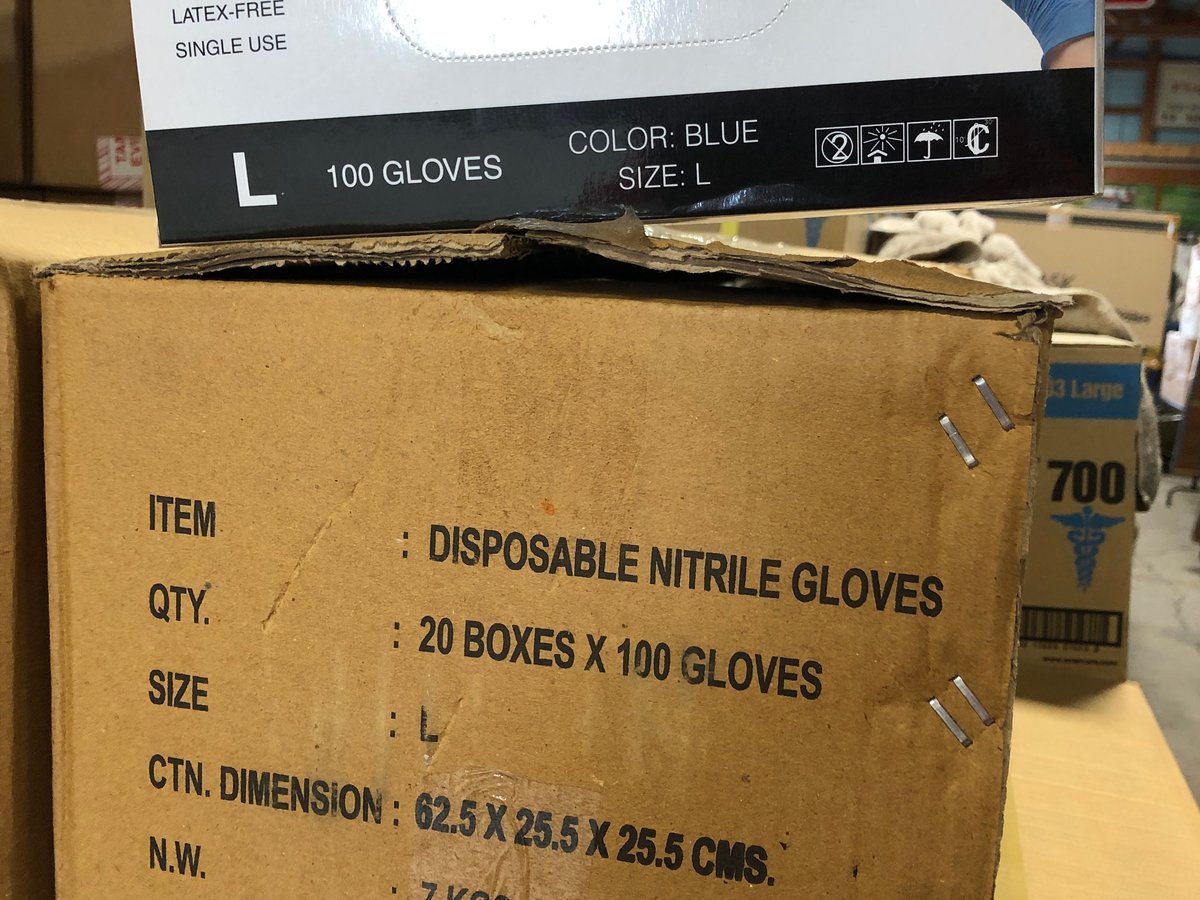 LATEX-FREE
SINGLE USE
L
100 GLOVES
COLOR: BLUE
SIZE: L
ITEM : DISPOSABLE NITRILE GLOVES
QTY. : 20 BOXES X 100 GLOVES
SIZE : L
CTN. DIMENSION : 62.5 X 25.5 X 25.5 CMS.
N.W. : 7
Large
700